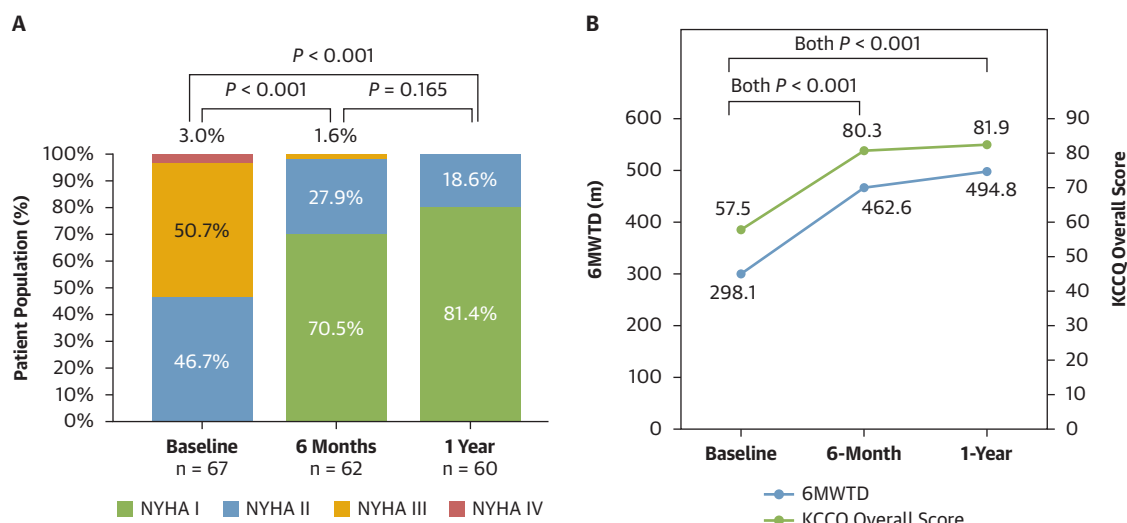 A
P < 0.001
P < 0.001
P = 0.165
3.0%
1.6%
Patient Population (%)
100%
90%
80%
70%
60%
50%
40%
30%
20%
10%
0%
50.7%
46.7%
27.9%
70.5%
18.6%
81.4%
Baseline
n = 67
6 Months
n = 62
1 Year
n = 60
NYHA I NYHA II NYHA III NYHA IV
B
Both P < 0.001
Both P < 0.001
6MWTD (m)
600
500
400
300
200
100
0
KCCQ Overall Score
90
80
70
60
50
40
30
20
10
0
57.5
80.3
81.9
298.1
462.6
494.8
Baseline
6-Month
1-Year
6MWTD
KCCQ Overall Score